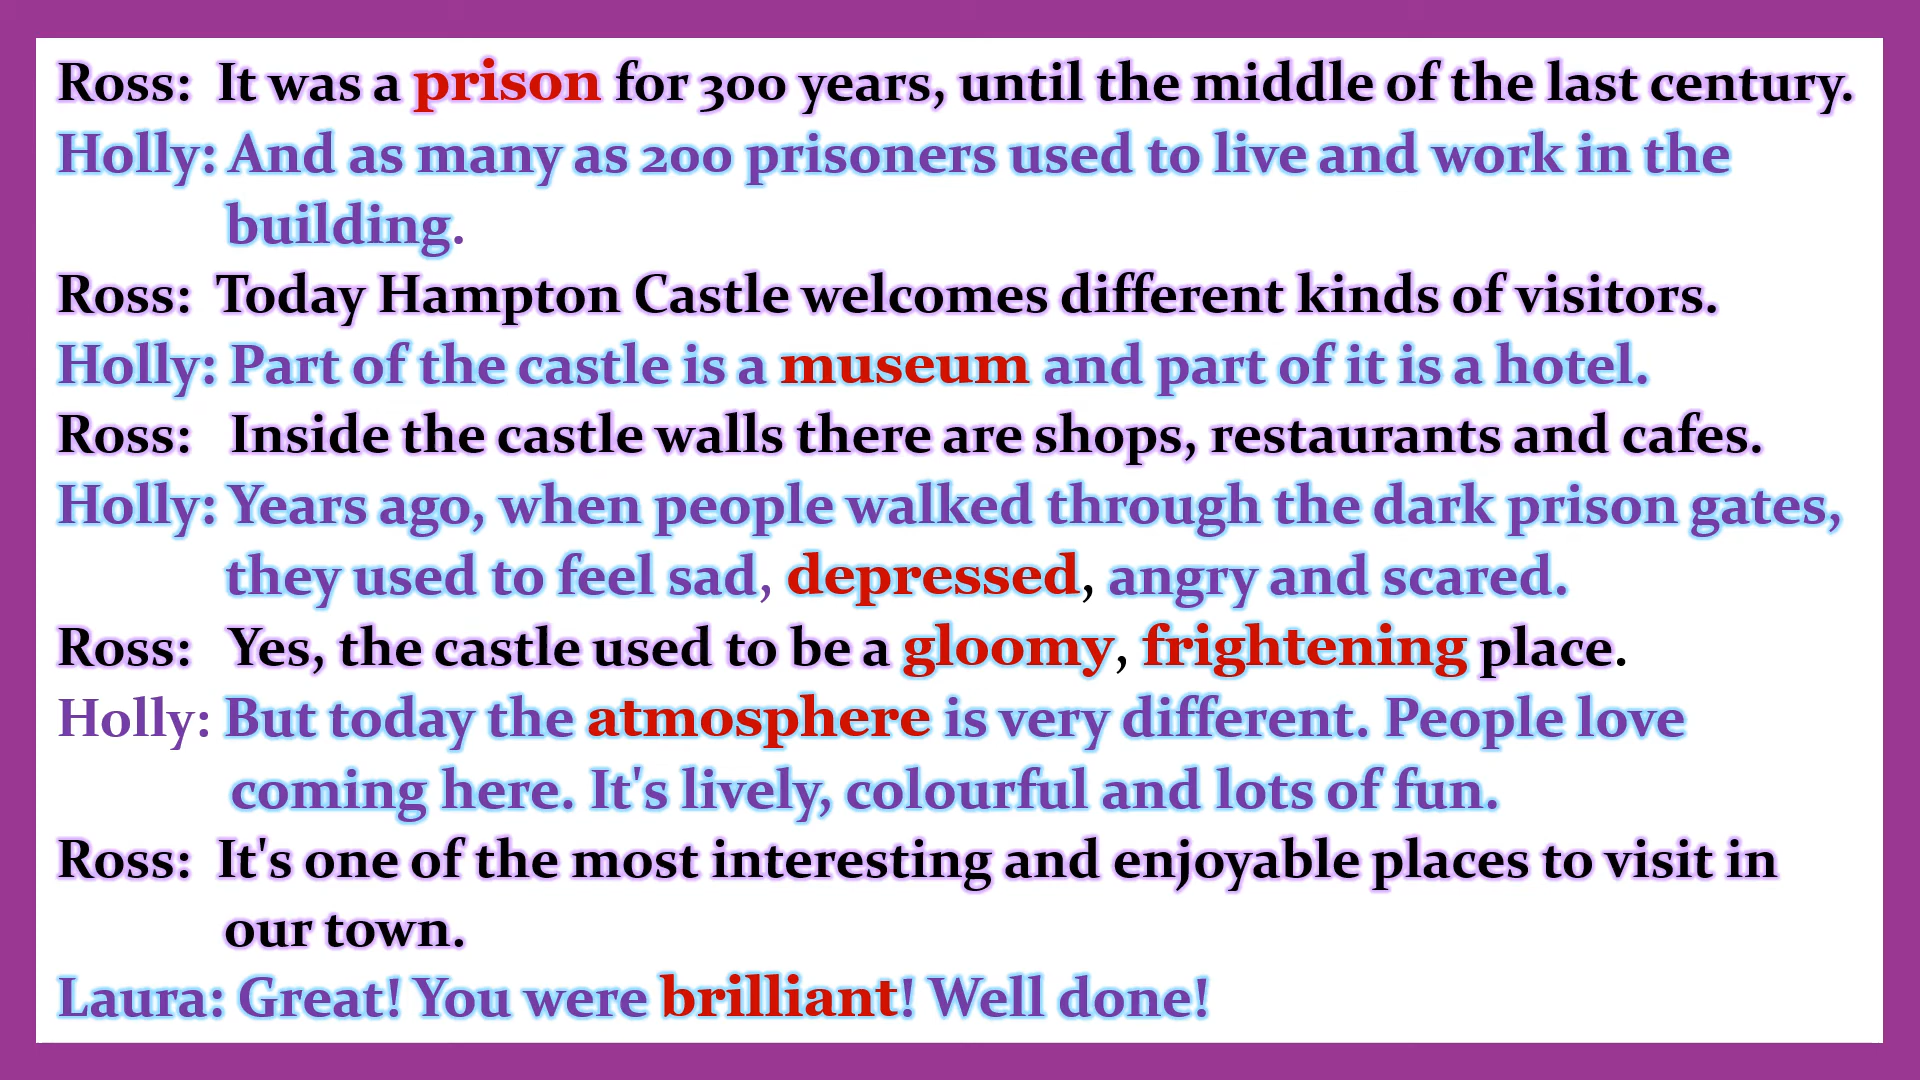 Ross: It was a prison for 300 years, until the middle of the last century.
Holly: And as many as 200 prisoners used to live and work in the
building.
Ross: Today Hampton Castle welcomes different kinds of visitors.
Holly: Part of the castle is a museum and part of it is a hotel.
Ross: Inside the castle walls there are shops, restaurants and cafes.
Holly: Years ago, when people walked through the dark prison gates,
they used to feel sad, depressed, angry and scared.
Ross: Yes, the castle used to be a gloomy, frightening place.
Holly: But today the atmosphere is very different. People love
coming here. It's lively, colourful and lots of fun.
Ross: It's one of the most interesting and enjoyable places to visit in
our town.
Laura: Great! You were brilliant! Well done!